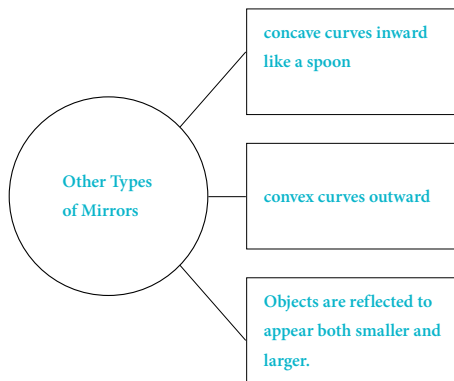 concave curves inward
like a spoon
Other Types
of Mirrors
convex curves outward
Objects are reflected to
appear both smaller and
larger.